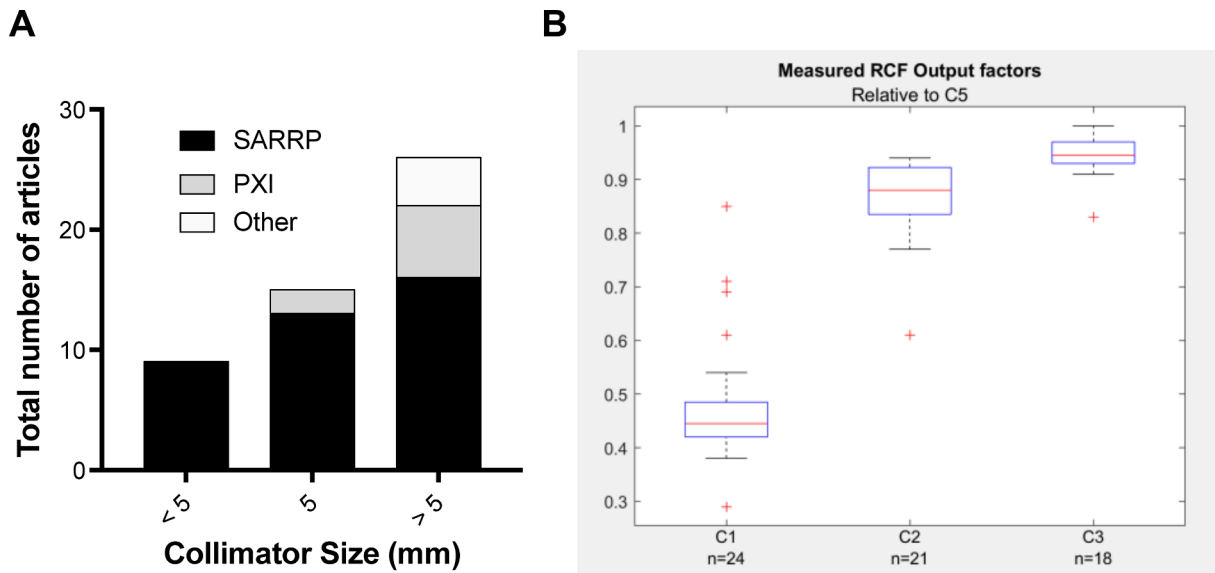 A
Total number of articles
30
20
10
0
SARRP
PXI
Other
< 5
5
> 5
Collimator Size (mm)
B
Measured RCF Output factors
Relative to C5
1
0.9
0.8
0.7
0.6
0.5
0.4
0.3
C1
n=24
C2
n=21
C3
n=18